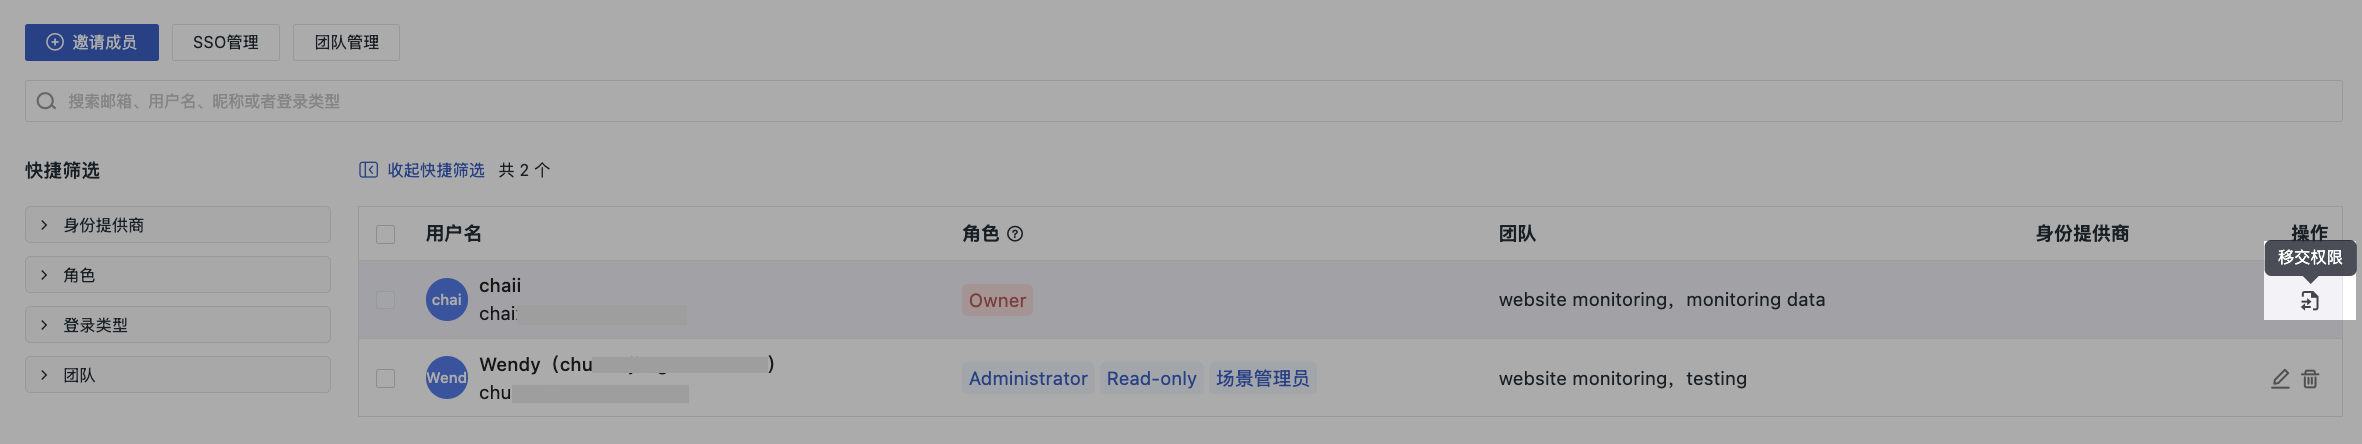 邀请成员 SSO管理 团队管理
搜索邮箱、用户名、昵称或者登录类型
快捷筛选
身份提供商
角色
登录类型
团队
收起快捷筛选 共 2 个
用户名 角色 团队 身份提供商 操作
移交权限
chai chaii Owner website monitoring，monitoring data
chai
Wend Wendy（chu ） Administrator Read-only 场景管理员 website monitoring，testing
chu